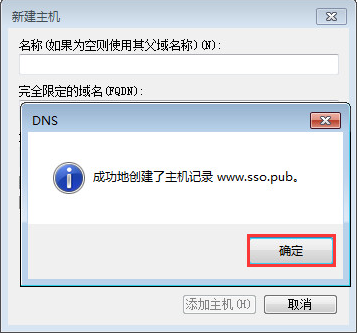 新建主机
名称(如果为空则使用其父域名称)(N):
完全限定的域名(FQDN):
DNS
成功地创建了主机记录 www.sso.pub。
确定
添加主机(H)
取消